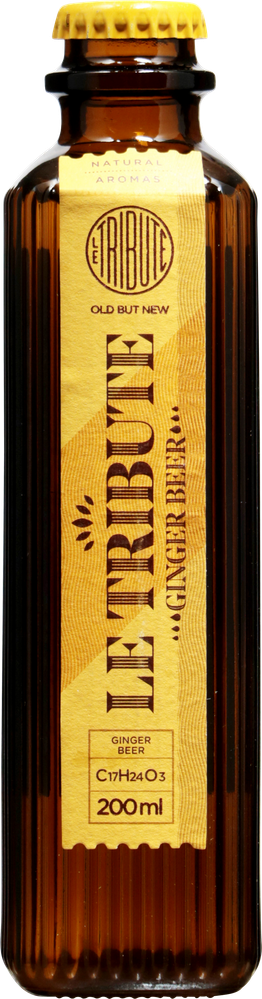 NATURAL
AROMAS
LE TRIBUTE
OLD BUT NEW
LE TRIBUTE
GINGER BEER
GINGER
BEER
C17H24O3
200ml